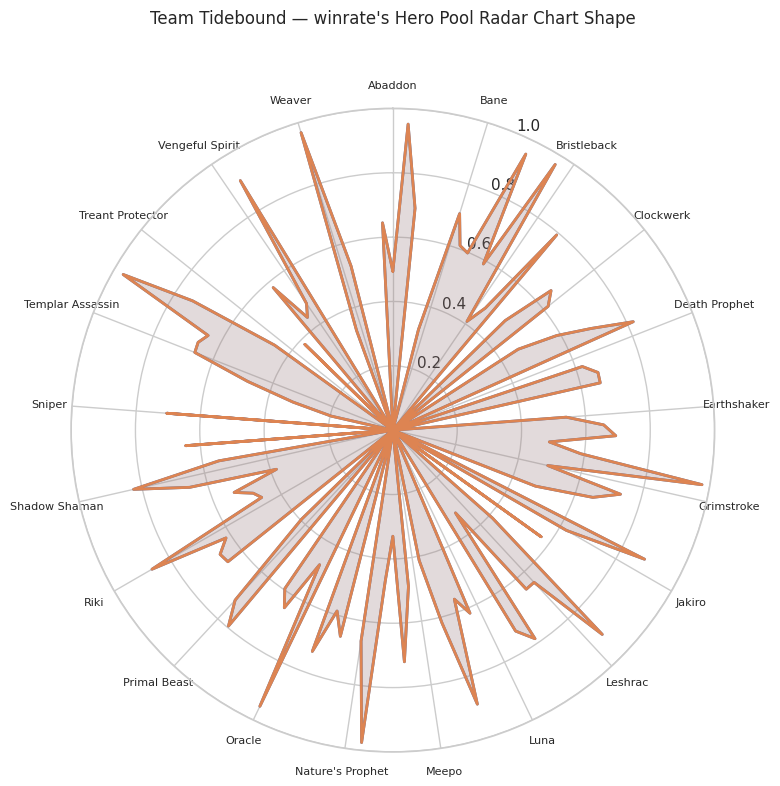 Team Tidebound — winrate's Hero Pool Radar Chart Shape
Abaddon
Bane
Bristleback
Clockwerk
Death Prophet
Earthshaker
Grimstroke
Jakiro
Leshrac
Luna
Meepo
Nature's Prophet
Oracle
Primal Beast
Riki
Shadow Shaman
Sniper
Templar Assassin
Treant Protector
Vengeful Spirit
Weaver
0.2
0.4
0.6
0.8
1.0